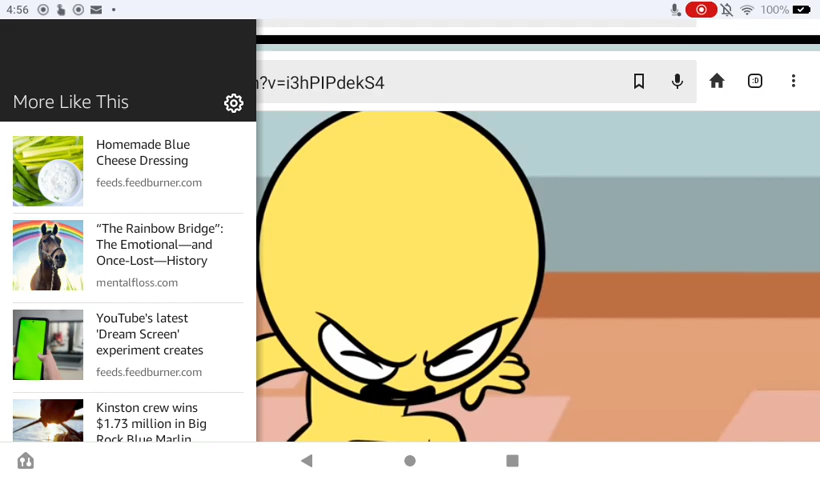 4:56
100%
More Like This
?v=i3hPIPdekS4
:D
Homemade Blue
Cheese Dressing
feeds.feedburner.com
“The Rainbow Bridge”:
The Emotional—and
Once-Lost—History
mentalfloss.com
YouTube's latest
'Dream Screen'
experiment creates
feeds.feedburner.com
Kinston crew wins
$1.73 million in Big
Rock Blue Marlin